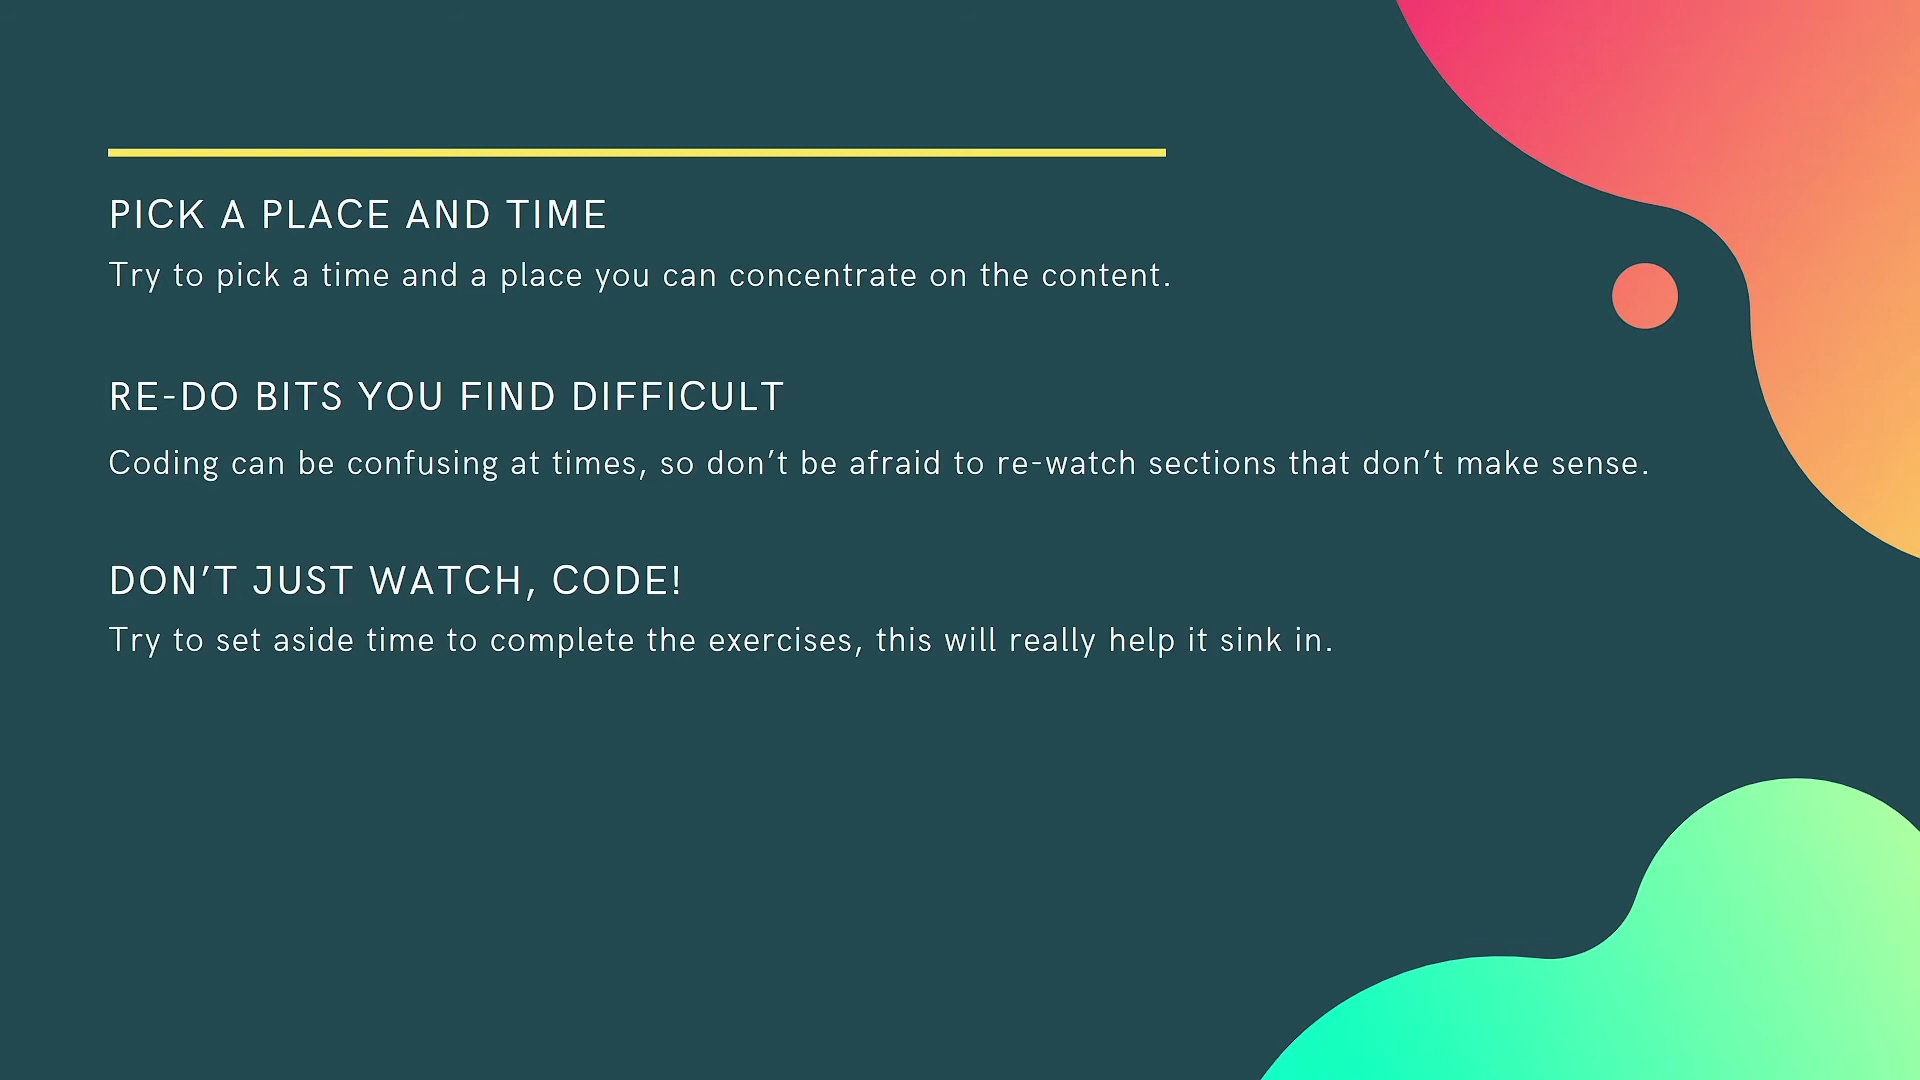 PICK A PLACE AND TIME
Try to pick a time and a place you can concentrate on the content.
RE-DO BITS YOU FIND DIFFICULT
Coding can be confusing at times, so don’t be afraid to re-watch sections that don’t make sense.
DON’T JUST WATCH, CODE!
Try to set aside time to complete the exercises, this will really help it sink in.